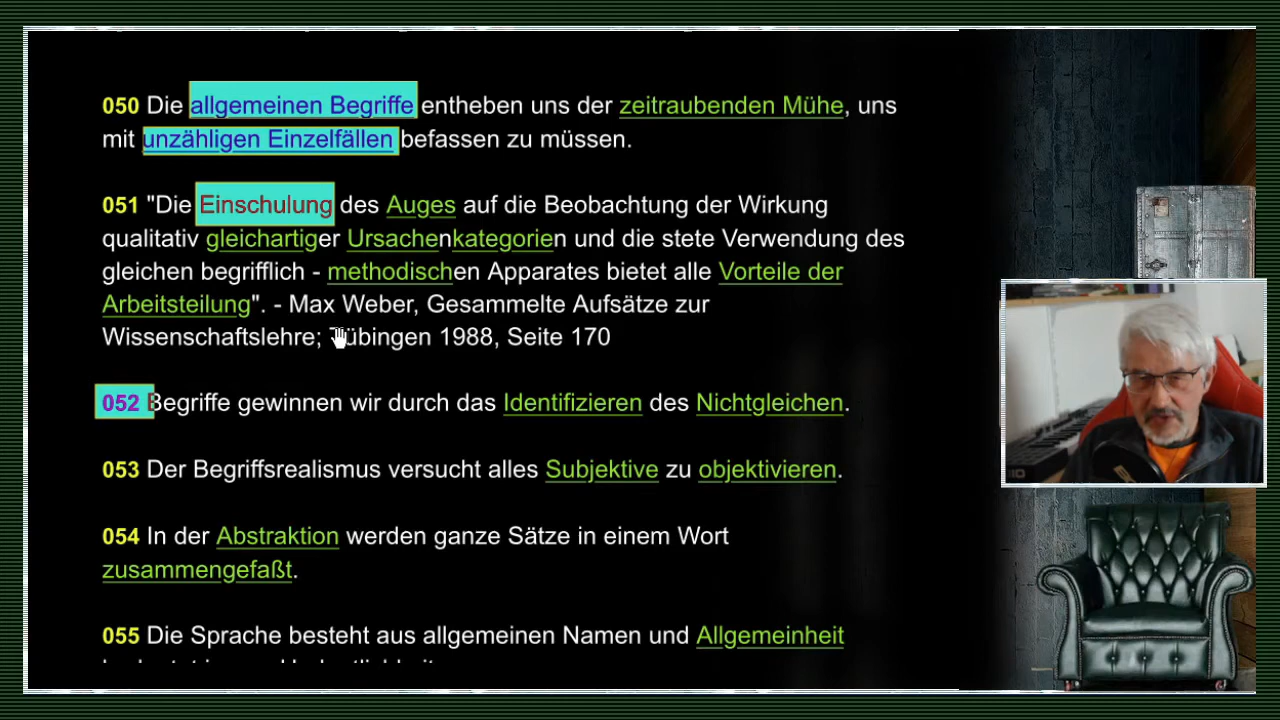 050 Die allgemeinen Begriffe entheben uns der zeitraubenden Mühe, uns
mit unzähligen Einzelfällen befassen zu müssen.
051 "Die Einschulung des Auges auf die Beobachtung der Wirkung
qualitativ gleichartiger Ursachenkategorien und die stete Verwendung des
gleichen begrifflich - methodischen Apparates bietet alle Vorteile der
Arbeitsteilung". - Max Weber, Gesammelte Aufsätze zur
Wissenschaftslehre; Tübingen 1988, Seite 170
052 Begriffe gewinnen wir durch das Identifizieren des Nichtgleichen.
053 Der Begriffsrealismus versucht alles Subjektive zu objektivieren.
054 In der Abstraktion werden ganze Sätze in einem Wort
zusammengefaßt.
055 Die Sprache besteht aus allgemeinen Namen und Allgemeinheit